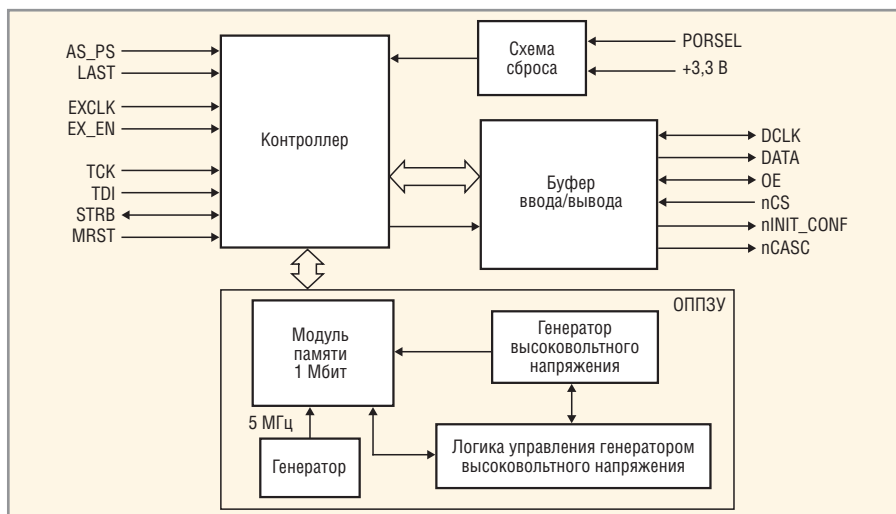 AS_PS
LAST
EXCLK
EX_EN
TCK
TDI
STRB
MRST
Контроллер
Схема
сброса
PORSEL
+3,3 В
Буфер
ввода/вывода
DCLK
DATA
OE
nCS
nINIT_CONF
nCASC
ОППЗУ
Модуль
памяти
1 Мбит
Генератор
высоковольтного
напряжения
5 МГц
Генератор
Логика управления генератором
высоковольтного напряжения